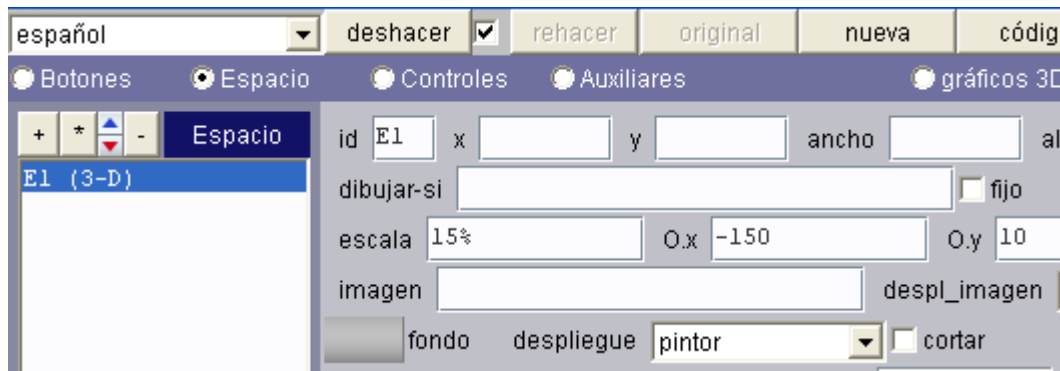 español deshacer rehacer original nueva códig
Botones Espacio Controles Auxiliares gráficos 3D
+ * - Espacio id E1 x y ancho al
E1 (3-D)
dibujar-si fijo
escala 15% O.x -150 O.y 10
imagen despl_imagen
fondo despliegue pintor cortar